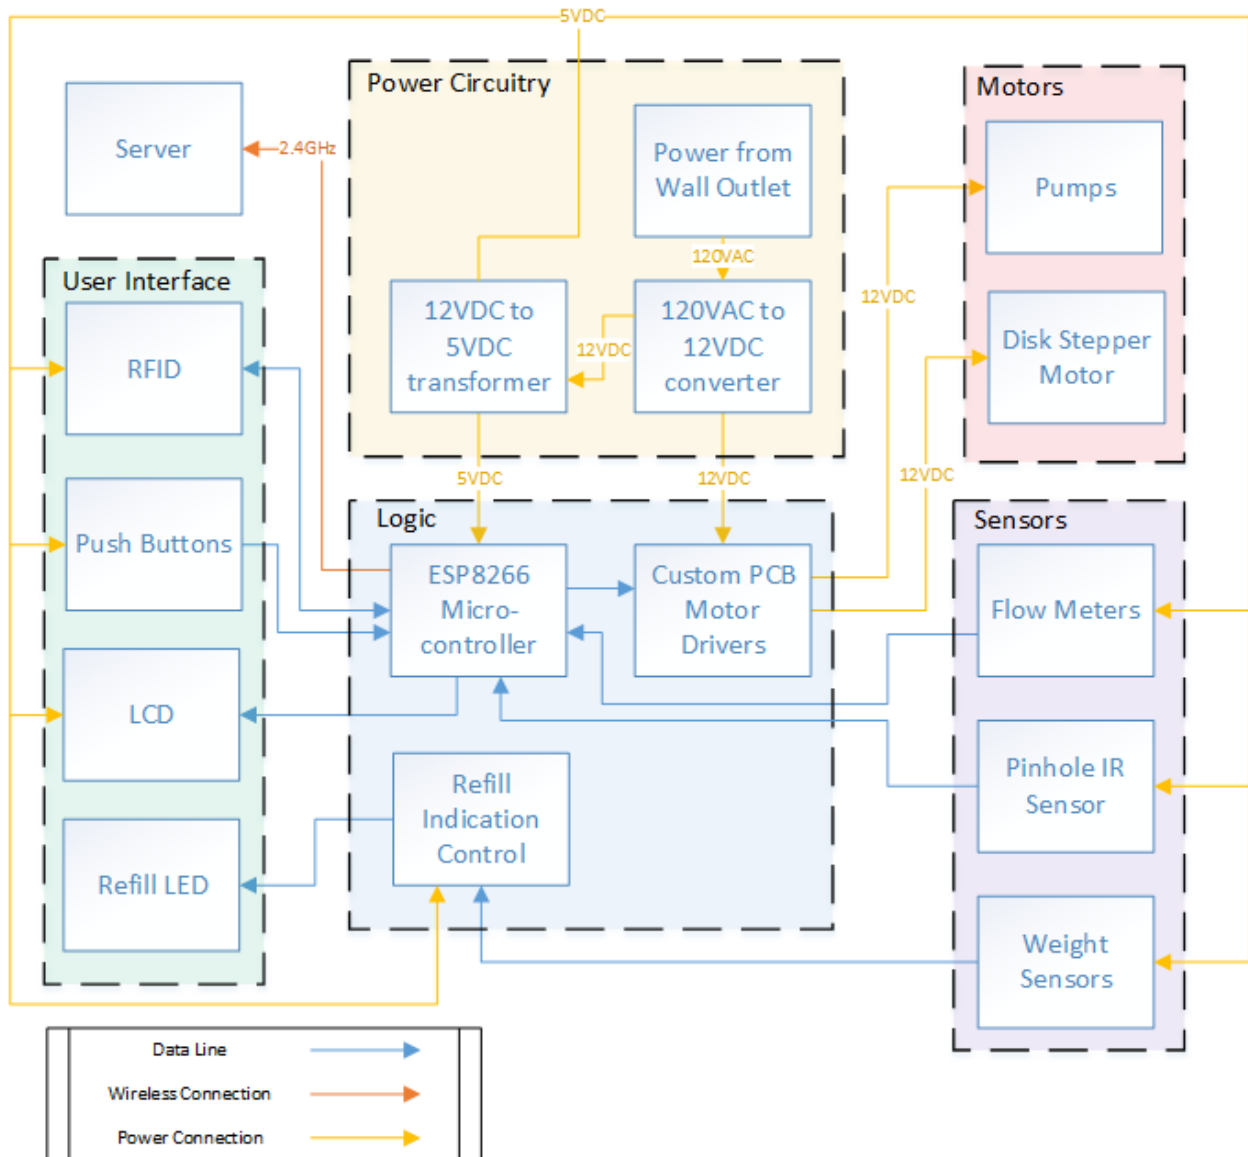 5VDC
Power Circuitry
Motors
Server
2.4GHz
Power from
Wall Outlet
Pumps
120VAC
User Interface
RFID
12VDC to
5VDC
transformer
12VDC
120VAC to
12VDC
converter
12VDC
Disk Stepper
Motor
5VDC
12VDC
12VDC
Push Buttons
Logic
ESP8266
Micro-
controller
Custom PCB
Motor
Drivers
Sensors
Flow Meters
LCD
Refill
Indication
Control
Pinhole IR
Sensor
Refill LED
Weight
Sensors
Data Line
Wireless Connection
Power Connection